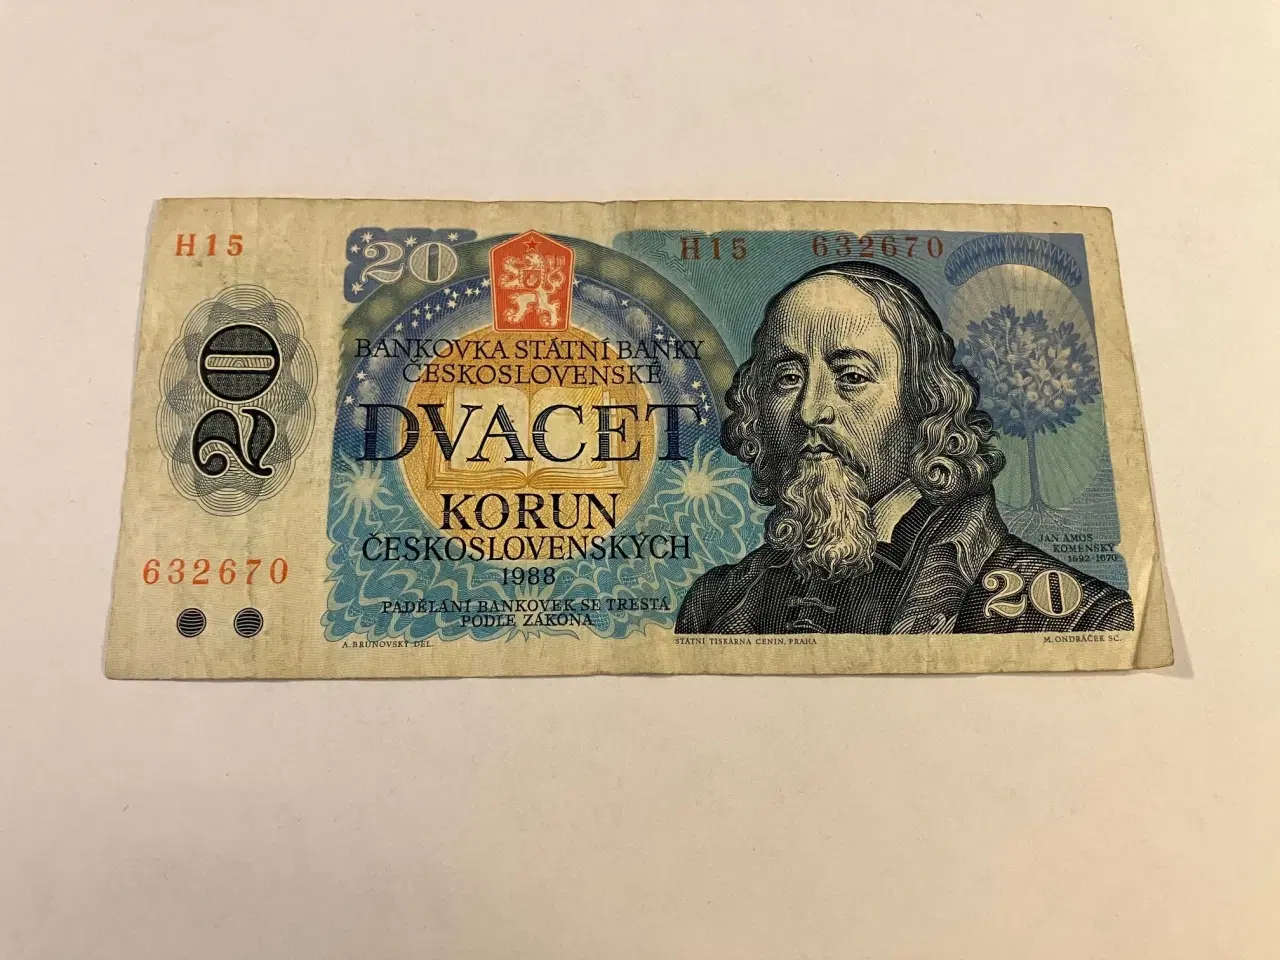 H15
20
H15 632670
20
BANKOVKA STÁTNÍ BANKY
ČESKOSLOVENSKÉ
DVACET
KORUN
ČESKOSLOVENSKÝCH
1988
PADĚLÁNÍ BANKOVEK SE TRESTÁ
PODLE ZÁKONA
JAN AMOS
KOMENSKÝ
1592-1670
20
632670
A. BRUNOVSKÝ DEL.
STÁTNÍ TISKÁRNA CENIN, PRAHA
M. ONDRÁČEK SC.